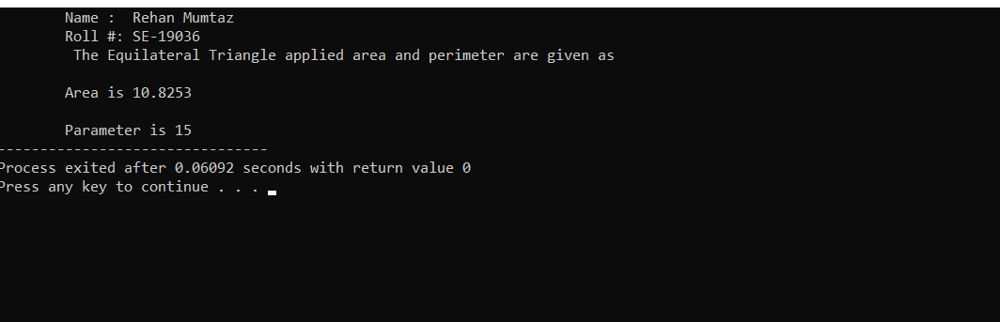 Name :  Rehan Mumtaz
Roll #: SE-19036
The Equilateral Triangle applied area and perimeter are given as
Area is 10.8253
Parameter is 15
--------------------------------
Process exited after 0.06092 seconds with return value 0
Press any key to continue . . .